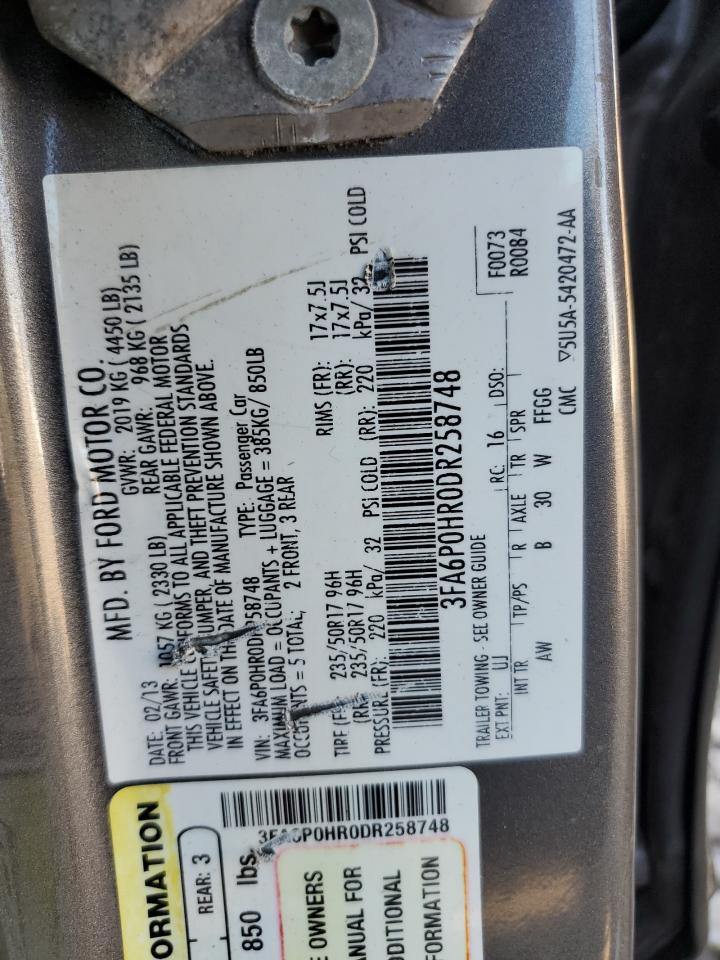 MFD. BY FORD MOTOR CO.
DATE: 02/13 GVWR: 2019 KG ( 4450 LB)
FRONT GAWR: 1057 KG ( 2330 LB) REAR GAWR: 968 KG ( 2135 LB)
THIS VEHICLE CONFORMS TO ALL APPLICABLE FEDERAL MOTOR
VEHICLE SAFETY, BUMPER, AND THEFT PREVENTION STANDARDS
IN EFFECT ON THE DATE OF MANUFACTURE SHOWN ABOVE.
VIN: 3FA6P0HR0DR258748 TYPE: Passenger Car
MAXIMUM LOAD = OCCUPANTS + LUGGAGE = 385KG/ 850LB
OCCUPANTS = 5 TOTAL; 2 FRONT, 3 REAR
TIRE (FR): 235/50R17 96H RIMS (FR): 17x7.5J
(RR): 235/50R17 96H (RR): 17x7.5J
PRESSURE (FR): 220 kPa/ 32 PSI COLD (RR): 220 kPa/ 32 PSI COLD
3FA6P0HR0DR258748
TRAILER TOWING - SEE OWNER GUIDE F0073
EXT PNT: UJ RC: 16 DSO: R0084
INT TR TP/PS R AXLE TR SPR
AW B 30 W FFGG
CMC ▽5U5A-5420472-AA
ORMATION
REAR: 3
850 lbs.
3FA6P0HR0DR258748
E OWNERS
ANUAL FOR
DDITIONAL
FORMATION